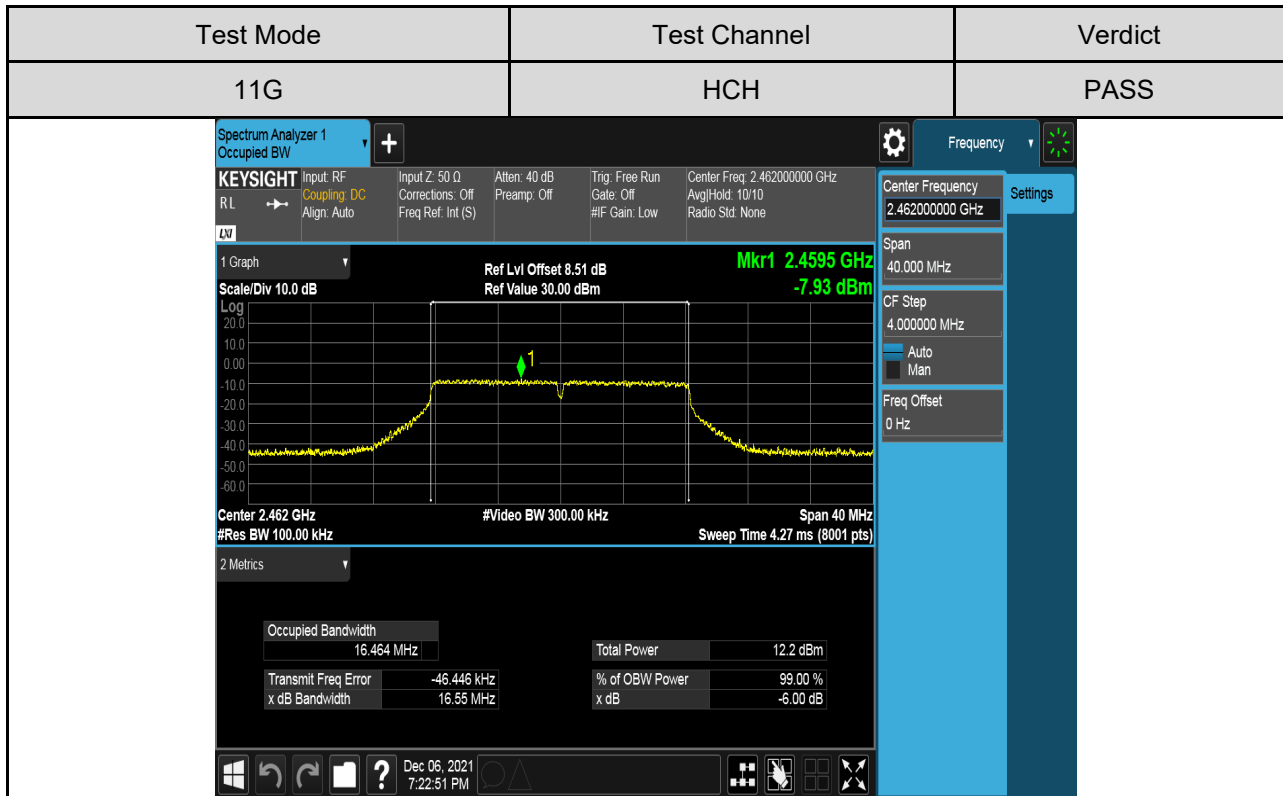 Test Mode
Test Channel
Verdict
11G
HCH
PASS
Spectrum Analyzer 1
Occupied BW
+
Frequency
KEYSIGHT
RL
LXI
Input: RF
Coupling: DC
Align: Auto
Input Z: 50 Ω
Corrections: Off
Freq Ref: Int (S)
Atten: 40 dB
Preamp: Off
Trig: Free Run
Gate: Off
#IF Gain: Low
Center Freq: 2.462000000 GHz
Avg|Hold: 10/10
Radio Std: None
Center Frequency
2.462000000 GHz
Settings
Span
40.000 MHz
CF Step
4.000000 MHz
Auto
Man
Freq Offset
0 Hz
1 Graph
Scale/Div 10.0 dB
Ref Lvl Offset 8.51 dB
Ref Value 30.00 dBm
Mkr1 2.4595 GHz
-7.93 dBm
Log
20.0
10.0
0.00
-10.0
-20.0
-30.0
-40.0
-50.0
-60.0
1
Center 2.462 GHz
#Res BW 100.00 kHz
#Video BW 300.00 kHz
Span 40 MHz
Sweep Time 4.27 ms (8001 pts)
2 Metrics
Occupied Bandwidth
16.464 MHz
Transmit Freq Error -46.446 kHz
x dB Bandwidth 16.55 MHz
Total Power 12.2 dBm
% of OBW Power 99.00 %
x dB -6.00 dB
?
Dec 06, 2021
7:22:51 PM